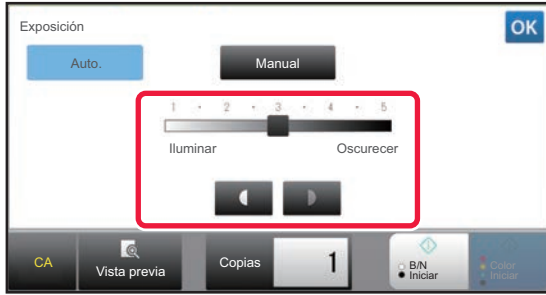 Exposición
OK
Auto.
Manual
1 · 2 · 3 · 4 · 5
Iluminar
Oscurecer
CA
Vista previa
Copias
1
B/N
Iniciar
Color
Iniciar